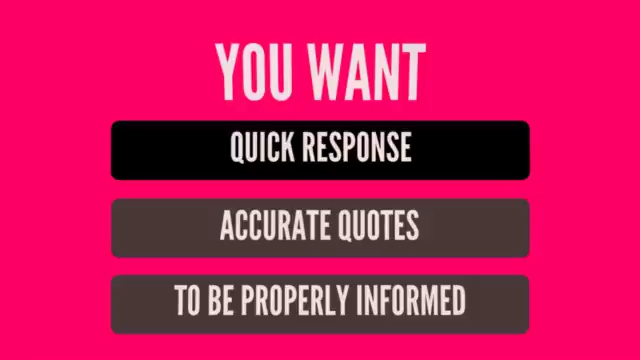 YOU WANT
QUICK RESPONSE
ACCURATE QUOTES
TO BE PROPERLY INFORMED